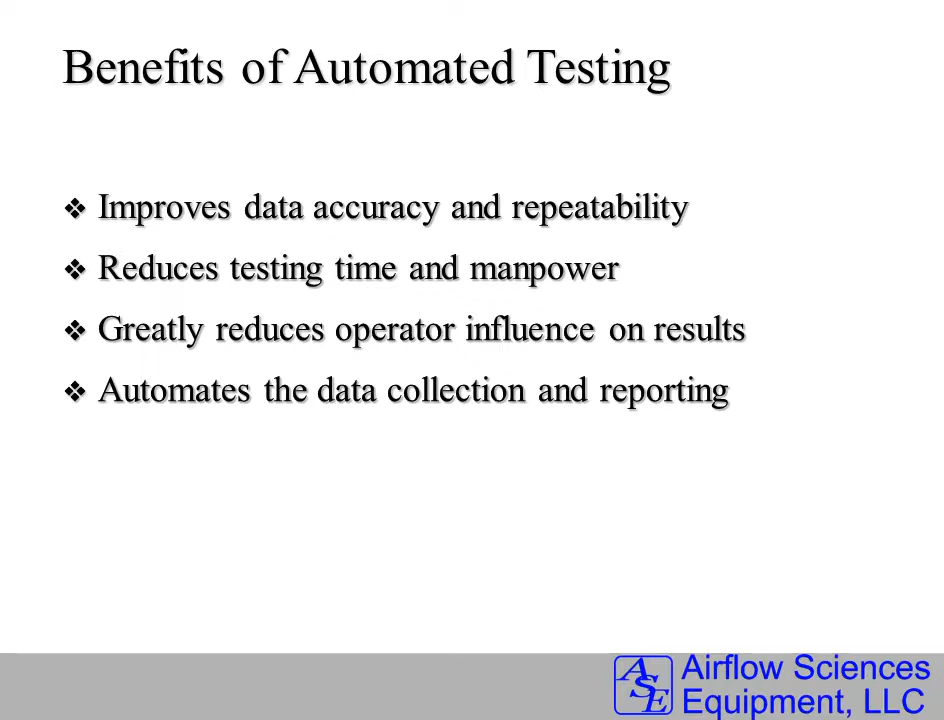 Benefits of Automated Testing
❖ Improves data accuracy and repeatability
❖ Reduces testing time and manpower
❖ Greatly reduces operator influence on results
❖ Automates the data collection and reporting
ASE
Airflow Sciences
Equipment, LLC